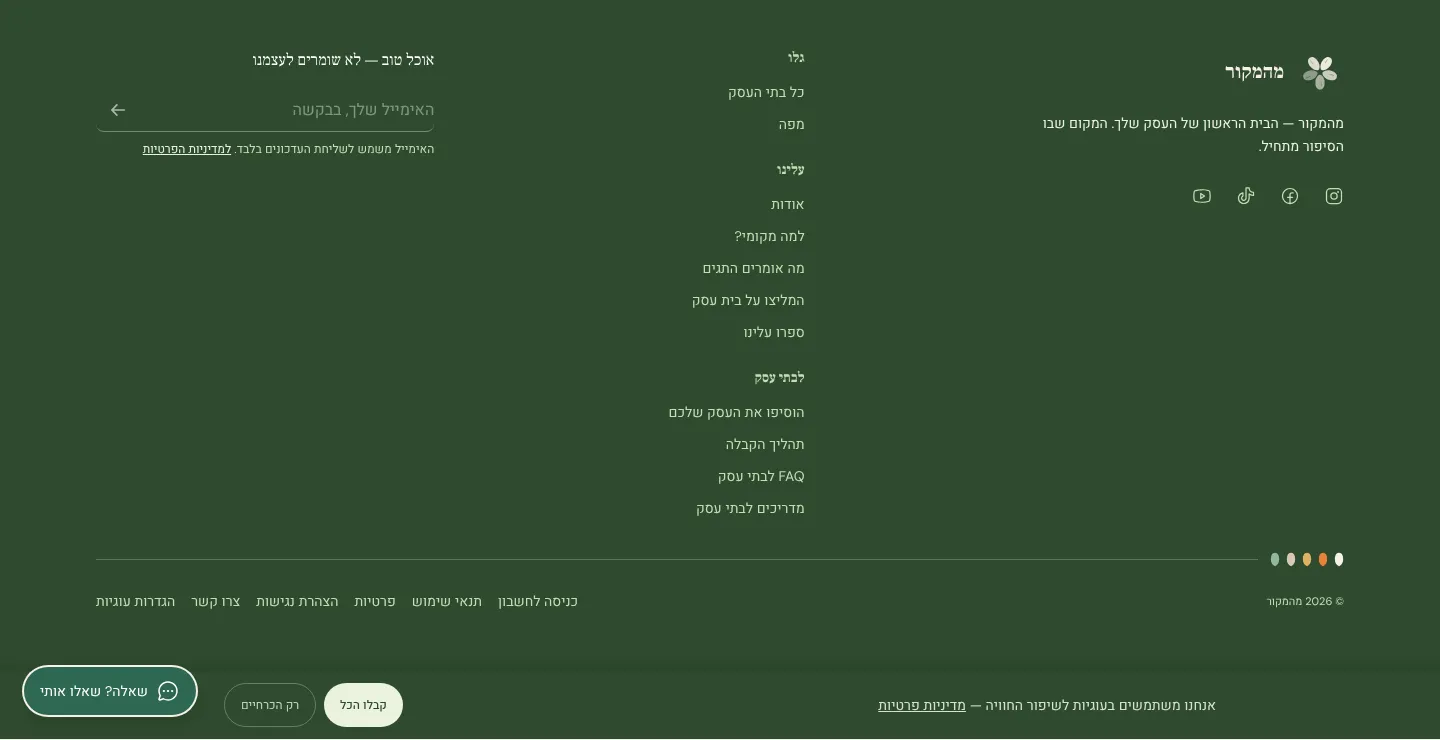 מהמקור
מהמקור — הבית הראשון של העסק שלך. המקום שבו
הסיפור מתחיל.
גלו
כל בתי העסק
מפה
עלינו
אודות
למה מקומי?
מה אומרים התגים
המליצו על בית עסק
ספרו עלינו
לבתי עסק
הוסיפו את העסק שלכם
תהליך הקבלה
FAQ לבתי עסק
מדריכים לבתי עסק
אוכל טוב — לא שומרים לעצמנו
האימייל שלך, בבקשה
האימייל משמש לשליחת העדכונים בלבד. למדיניות הפרטיות
© 2026 מהמקור
כניסה לחשבון תנאי שימוש פרטיות הצהרת נגישות צרו קשר הגדרות עוגיות
אנחנו משתמשים בעוגיות לשיפור החוויה — מדיניות פרטיות
קבלו הכל
רק הכרחיים
שאלה? שאלו אותי